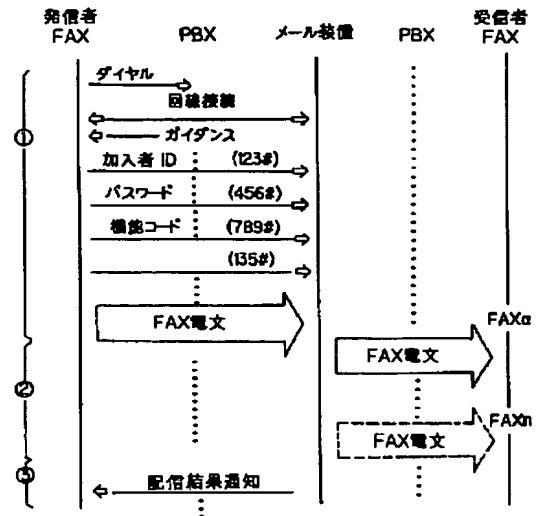 発信者
FAX
PBX
メール装置
PBX
受信者
FAX
ダイヤル
回線接続
ガイダンス
①
加入者 ID (123#)
パスワード (456#)
機能コード (789#)
(135#)
FAX電文
FAXα
FAX電文
②
FAXn
FAX電文
③
配信結果通知